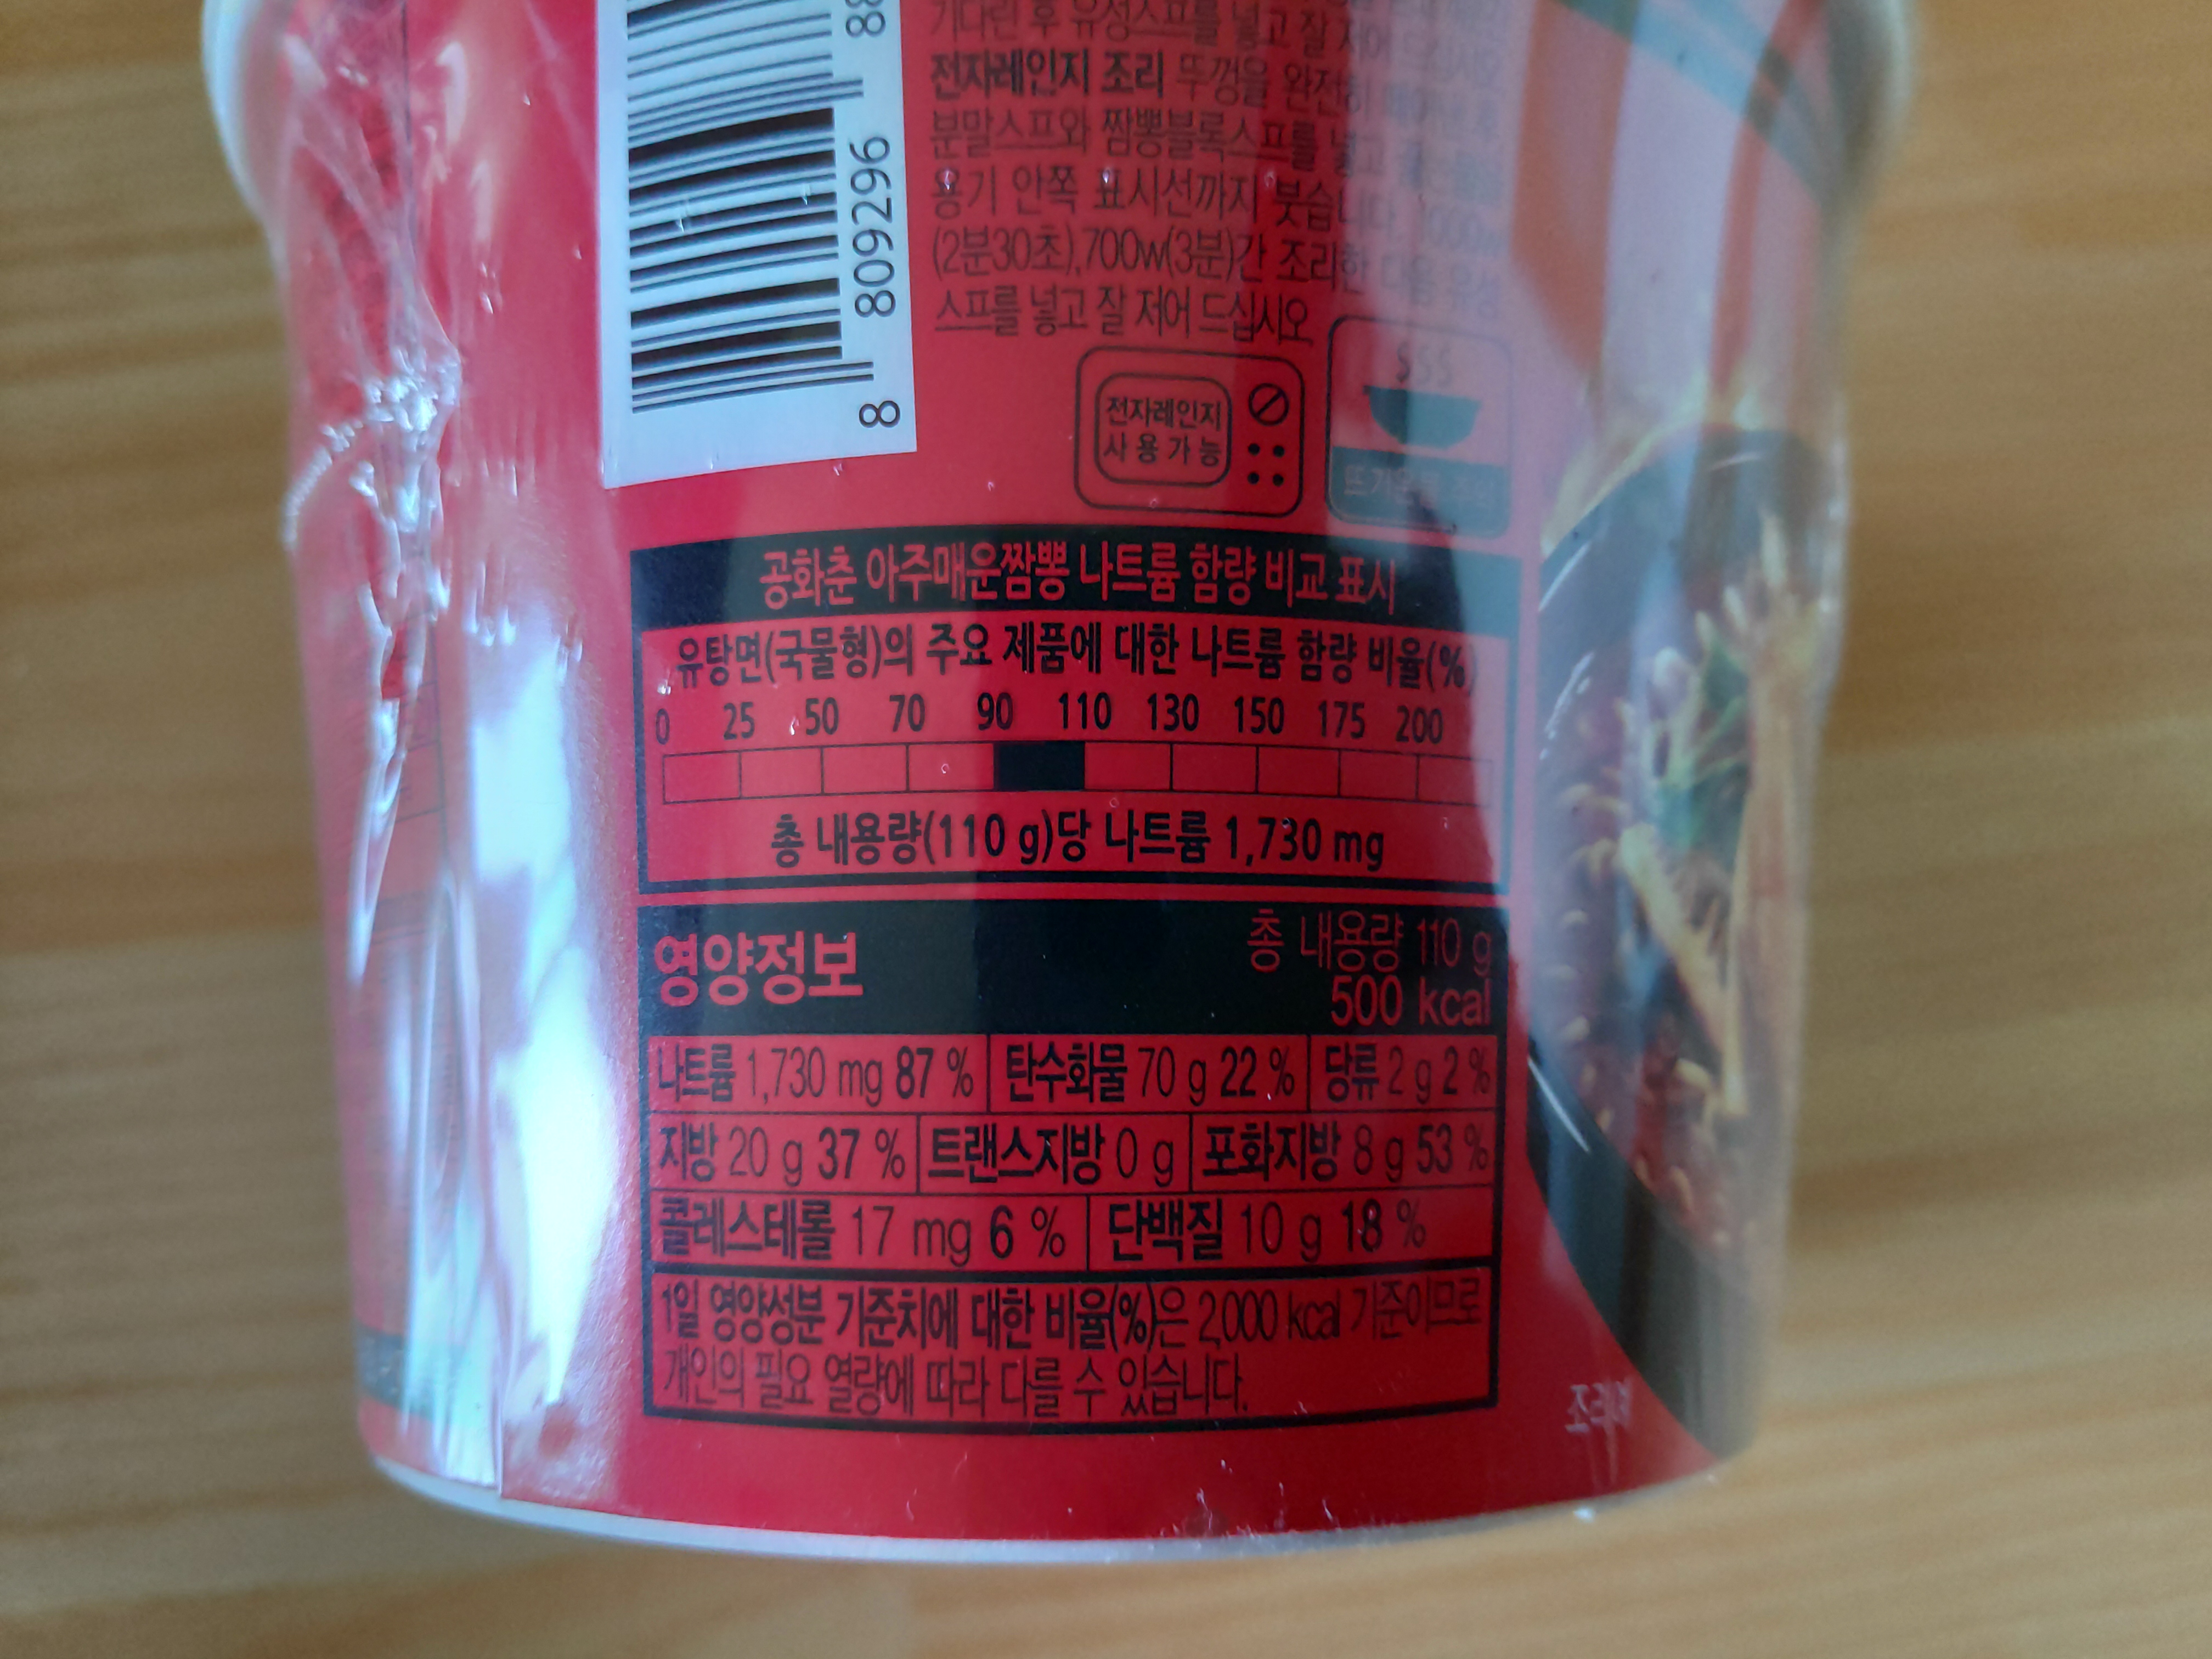 기다린 후 유성스프를 넣고 잘 저어
전자레인지 조리 뚜껑을 완전히
분말스프와 짬뽕블록스프를 넣고
용기 안쪽 표시선까지 붓습니다
(2분30초),700w(3분)간 조리한 다음 유성
스프를 넣고 잘 저어 드십시오
88
809296
8
전자레인지
사용가능
공화춘 아주매운짬뽕 나트륨 함량 비교 표시
유탕면(국물형)의 주요 제품에 대한 나트륨 함량 비율(%)
0 25 50 70 90 110 130 150 175 200
총 내용량(110 g)당 나트륨 1,730 mg
영양정보
총 내용량 110 g
500 kcal
나트륨 1,730 mg 87 % 탄수화물 70 g 22 % 당류 2 g 2 %
지방 20 g 37 % 트랜스지방 0 g 포화지방 8 g 53 %
콜레스테롤 17 mg 6 % 단백질 10 g 18 %
1일 영양성분 기준치에 대한 비율(%)은 2,000 kcal 기준이므로
개인의 필요 열량에 따라 다를 수 있습니다.